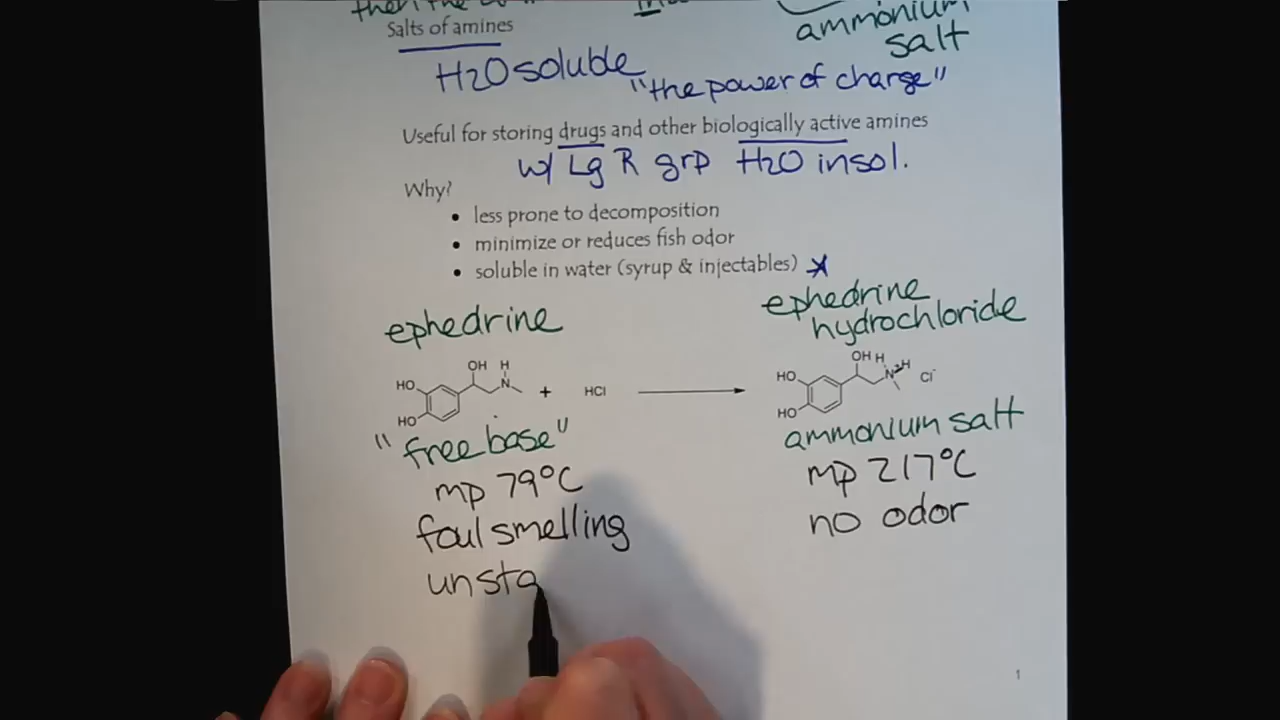 then the
Salts of amines
ammonium
salt
H2O soluble
"the power of charge"
Useful for storing drugs and other biologically active amines
w/ Lg R grp H2O insol.
Why?
• less prone to decomposition
• minimize or reduces fish odor
• soluble in water (syrup & injectables) *
ephedrine
ephedrine
hydrochloride
OH H
HO
N
HO
+ HCl
OH H
HO
N+ H
Cl-
HO
"free base"
ammonium salt
mp 79°C
mp 217°C
foul smelling
no odor
unsta
1